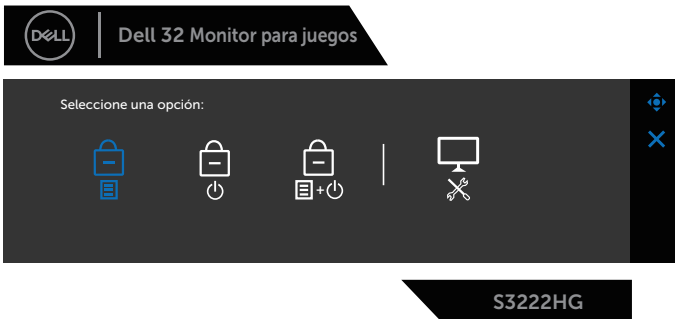 DELL
Dell 32 Monitor para juegos
Seleccione una opción:
S3222HG